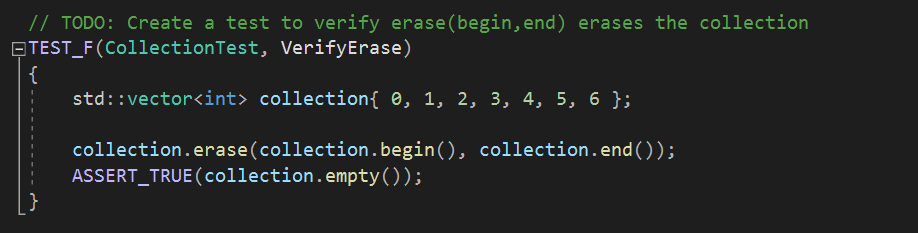 // TODO: Create a test to verify erase(begin,end) erases the collection
TEST_F(CollectionTest, VerifyErase)
{
std::vector<int> collection{ 0, 1, 2, 3, 4, 5, 6 };
collection.erase(collection.begin(), collection.end());
ASSERT_TRUE(collection.empty());
}